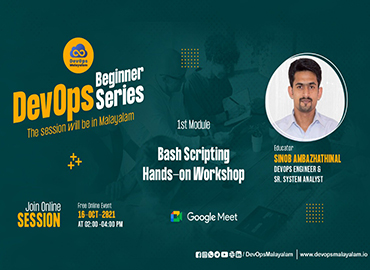 DevOps
Malayalam
DevOps
Beginner
Series
The session will be in Malayalam
1st Module
Bash Scripting
Hands-on Workshop
Educator
SINOB AMBAZHATHINAL
DEVOPS ENGINEER &
SR. SYSTEM ANALYST
Join Online
SESSION
Free Online Event
16-OCT-2021
AT 02:00 -04:00 PM
Google Meet
/DevOpsMalayalam
www.devopsmalayalam.io